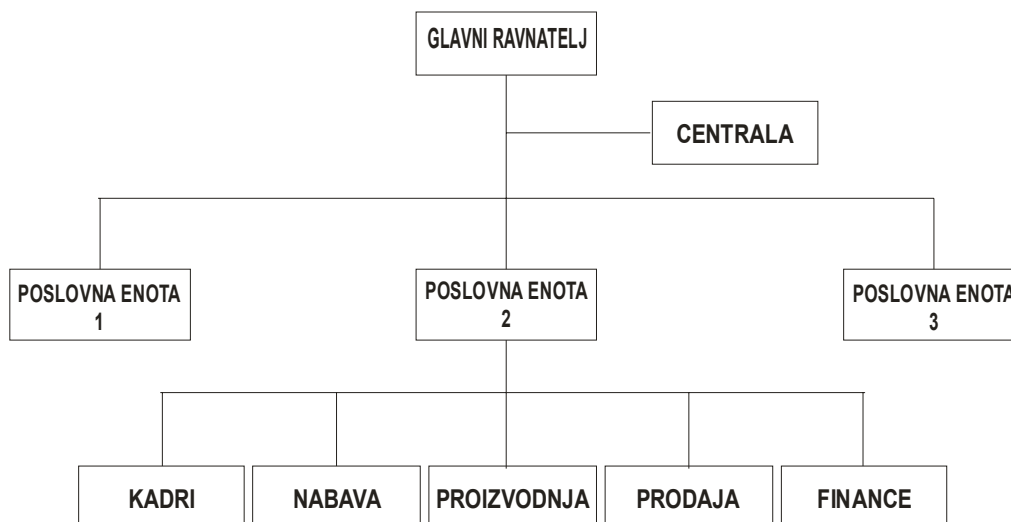 GLAVNI RAVNATELJ
CENTRALA
POSLOVNA ENOTA
1
POSLOVNA ENOTA
2
POSLOVNA ENOTA
3
KADRI
NABAVA
PROIZVODNJA
PRODAJA
FINANCE